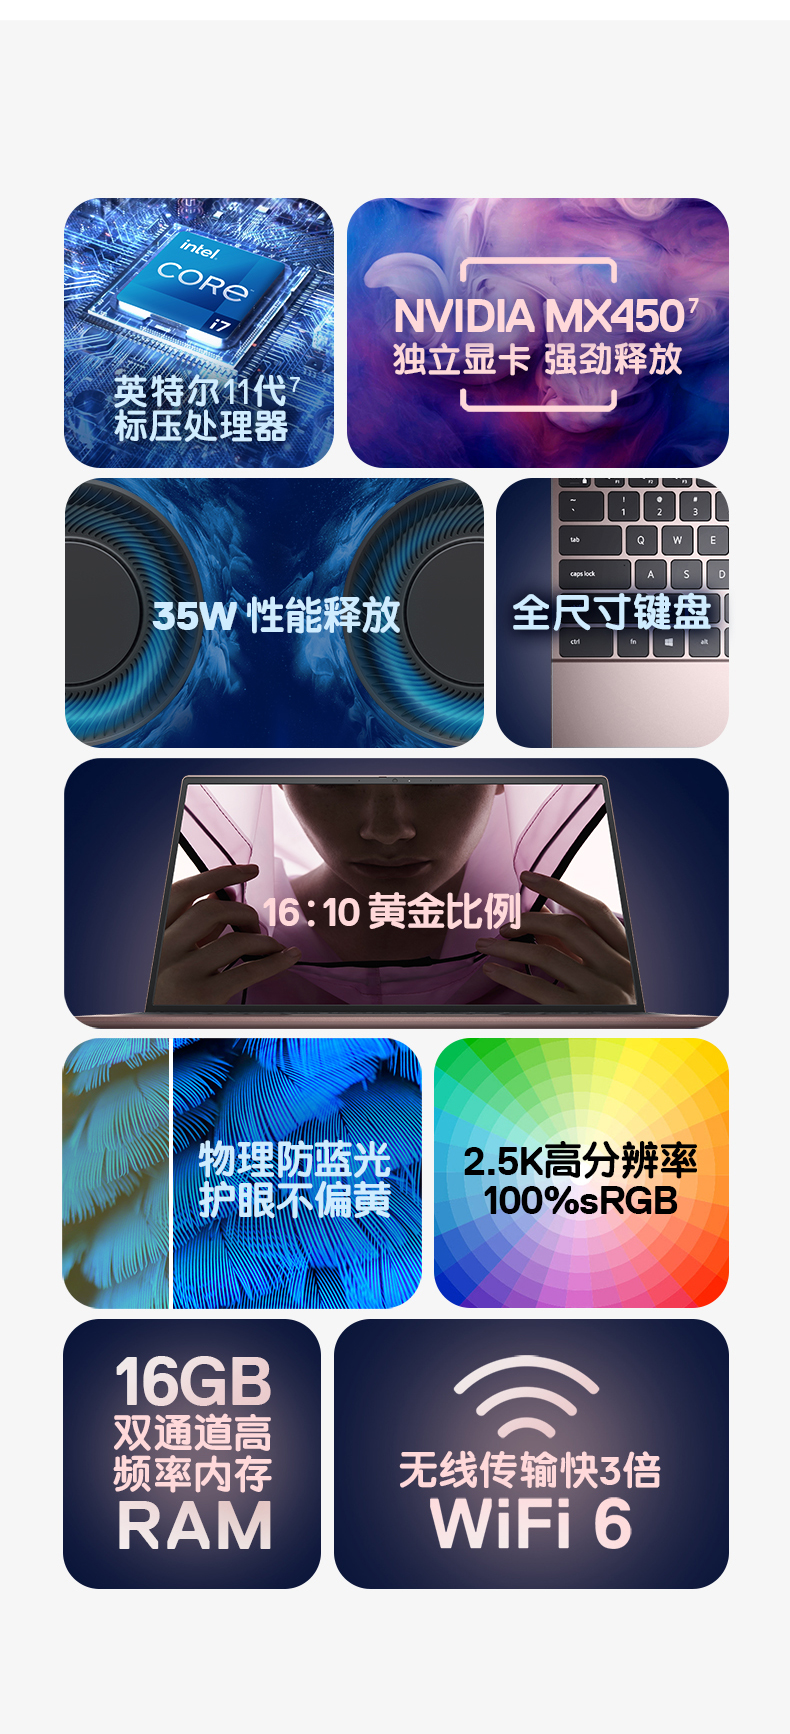 intel.
CORE
i7
英特尔11代7
标压处理器
NVIDIA MX4507
独立显卡 强劲释放
35W 性能释放
~
!
1
@
2
#
3
tab
Q
W
E
caps lock
A
S
D
全尺寸键盘
ctrl
fn
alt
16:10 黄金比例
物理防蓝光
护眼不偏黄
2.5K高分辨率
100%sRGB
16GB
双通道高
频率内存
RAM
无线传输快3倍
WiFi 6